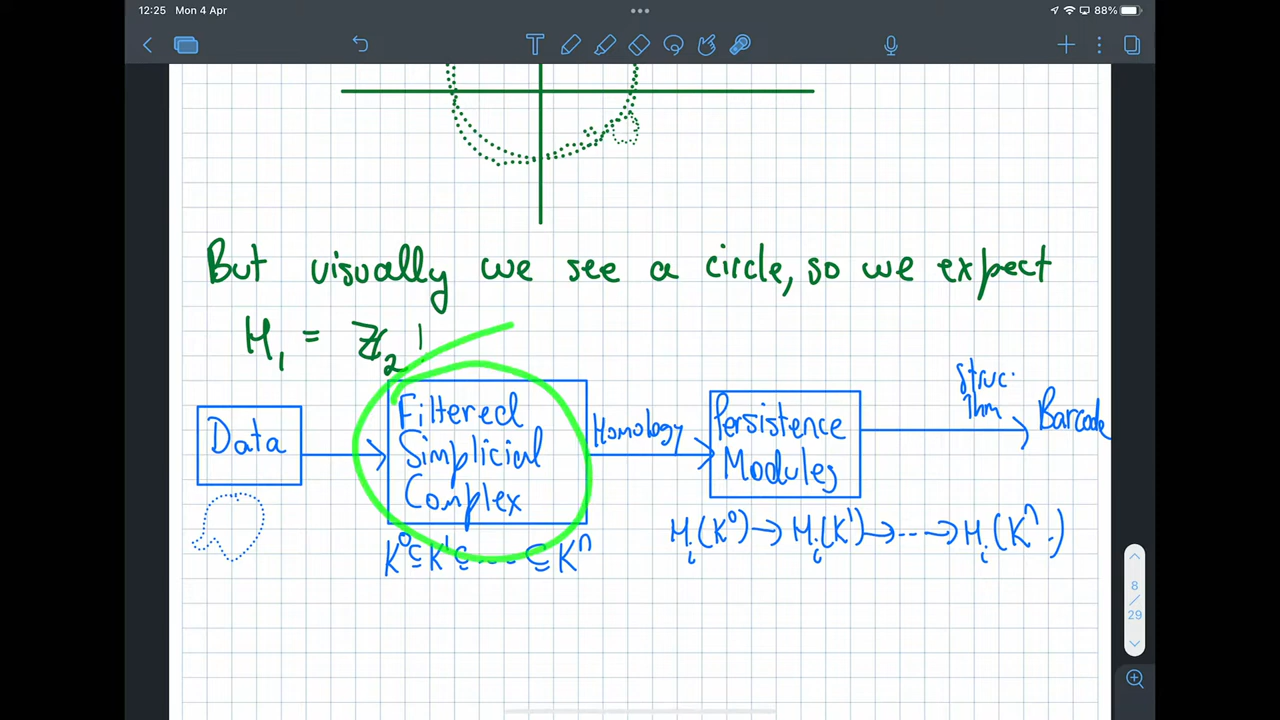 12:25 Mon 4 Apr
88%
But visually we see a circle, so we expect
H₁ = ℤ₂!
Data
Filtered
Simplicial
Complex
Homology
Persistence
Modules
Struc.
Thm
Barcode
K⁰ ⊆ K¹ ⊆ ... ⊆ Kⁿ
Hᵢ(K⁰) → Hᵢ(K¹) → ... → Hᵢ(Kⁿ)
8
/
29